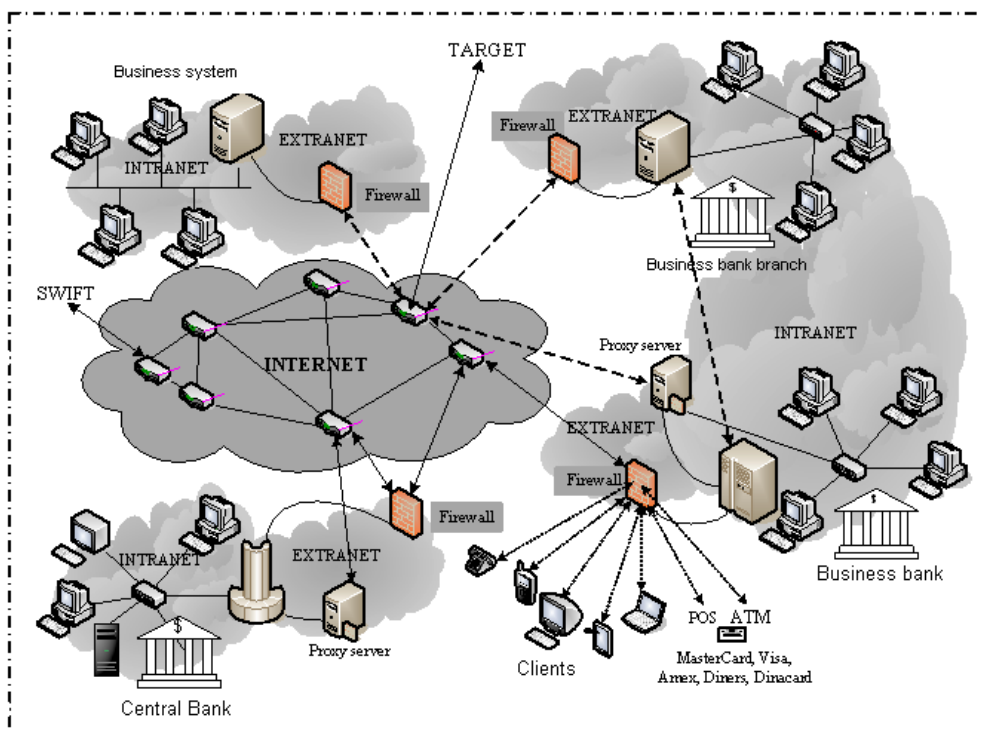 TARGET
Business system
EXTRANET
INTRANET
Firewall
Firewall
EXTRANET
$
Business bank branch
SWIFT
INTERNET
INTRANET
Proxy server
EXTRANET
Firewall
$
Business bank
Firewall
INTRANET
EXTRANET
$
Proxy server
Central Bank
Clients
POS ATM
MasterCard, Visa,
Amex, Diners, Dinacard